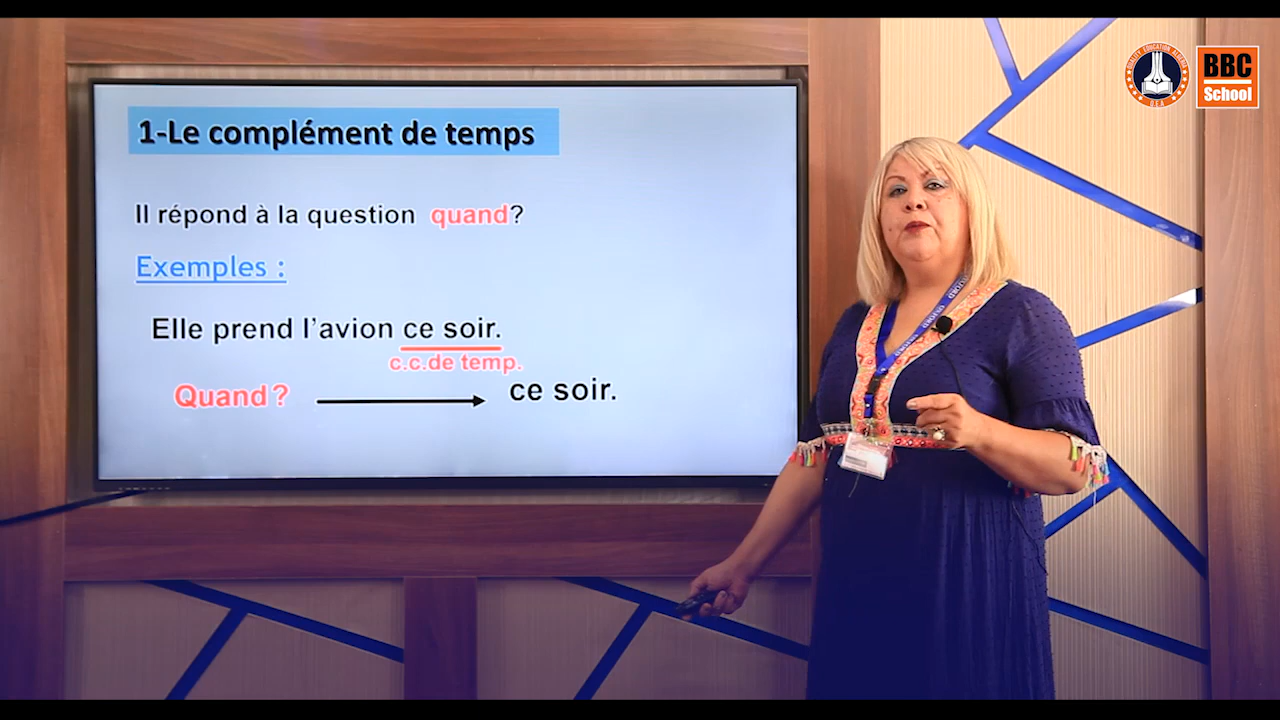 1-Le complément de temps
Il répond à la question quand?
Exemples :
Elle prend l’avion ce soir.
c.c.de temp.
Quand ? ce soir.
BBC
School
OXFORD